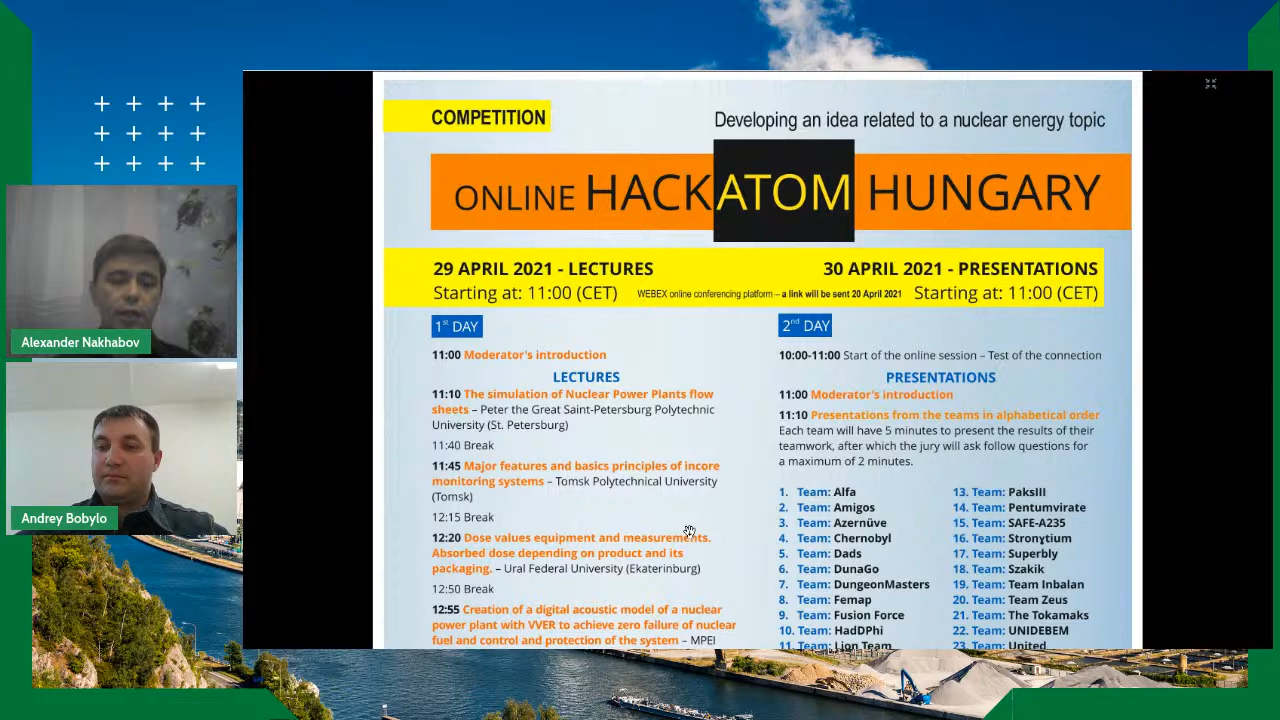 COMPETITION
Developing an idea related to a nuclear energy topic
ONLINE HACKATOM HUNGARY
29 APRIL 2021 - LECTURES
Starting at: 11:00 (CET)
WEBEX online conferencing platform – a link will be sent 20 April 2021
30 APRIL 2021 - PRESENTATIONS
Starting at: 11:00 (CET)
1st DAY
11:00 Moderator's introduction
LECTURES
11:10 The simulation of Nuclear Power Plants flow
sheets – Peter the Great Saint-Petersburg Polytechnic
University (St. Petersburg)
11:40 Break
11:45 Major features and basics principles of incore
monitoring systems – Tomsk Polytechnical University
(Tomsk)
12:15 Break
12:20 Dose values equipment and measurements.
Absorbed dose depending on product and its
packaging. – Ural Federal University (Ekaterinburg)
12:50 Break
12:55 Creation of a digital acoustic model of a nuclear
power plant with VVER to achieve zero failure of nuclear
fuel and control and protection of the system – MPEI
2nd DAY
10:00-11:00 Start of the online session – Test of the connection
PRESENTATIONS
11:00 Moderator's introduction
11:10 Presentations from the teams in alphabetical order
Each team will have 5 minutes to present the results of their
teamwork, after which the jury will ask follow questions for
a maximum of 2 minutes.
1. Team: Alfa
2. Team: Amigos
3. Team: Azernüve
4. Team: Chernobyl
5. Team: Dads
6. Team: DunaGo
7. Team: DungeonMasters
8. Team: Femap
9. Team: Fusion Force
10. Team: HadDPhi
11. Team: Lion Team
13. Team: PaksIII
14. Team: Pentumvirate
15. Team: SAFE-A235
16. Team: Stronγtium
17. Team: Superbly
18. Team: Szakik
19. Team: Team Inbalan
20. Team: Team Zeus
21. Team: The Tokamaks
22. Team: UNIDEBEM
23. Team: United
Alexander Nakhabov
Andrey Bobylo